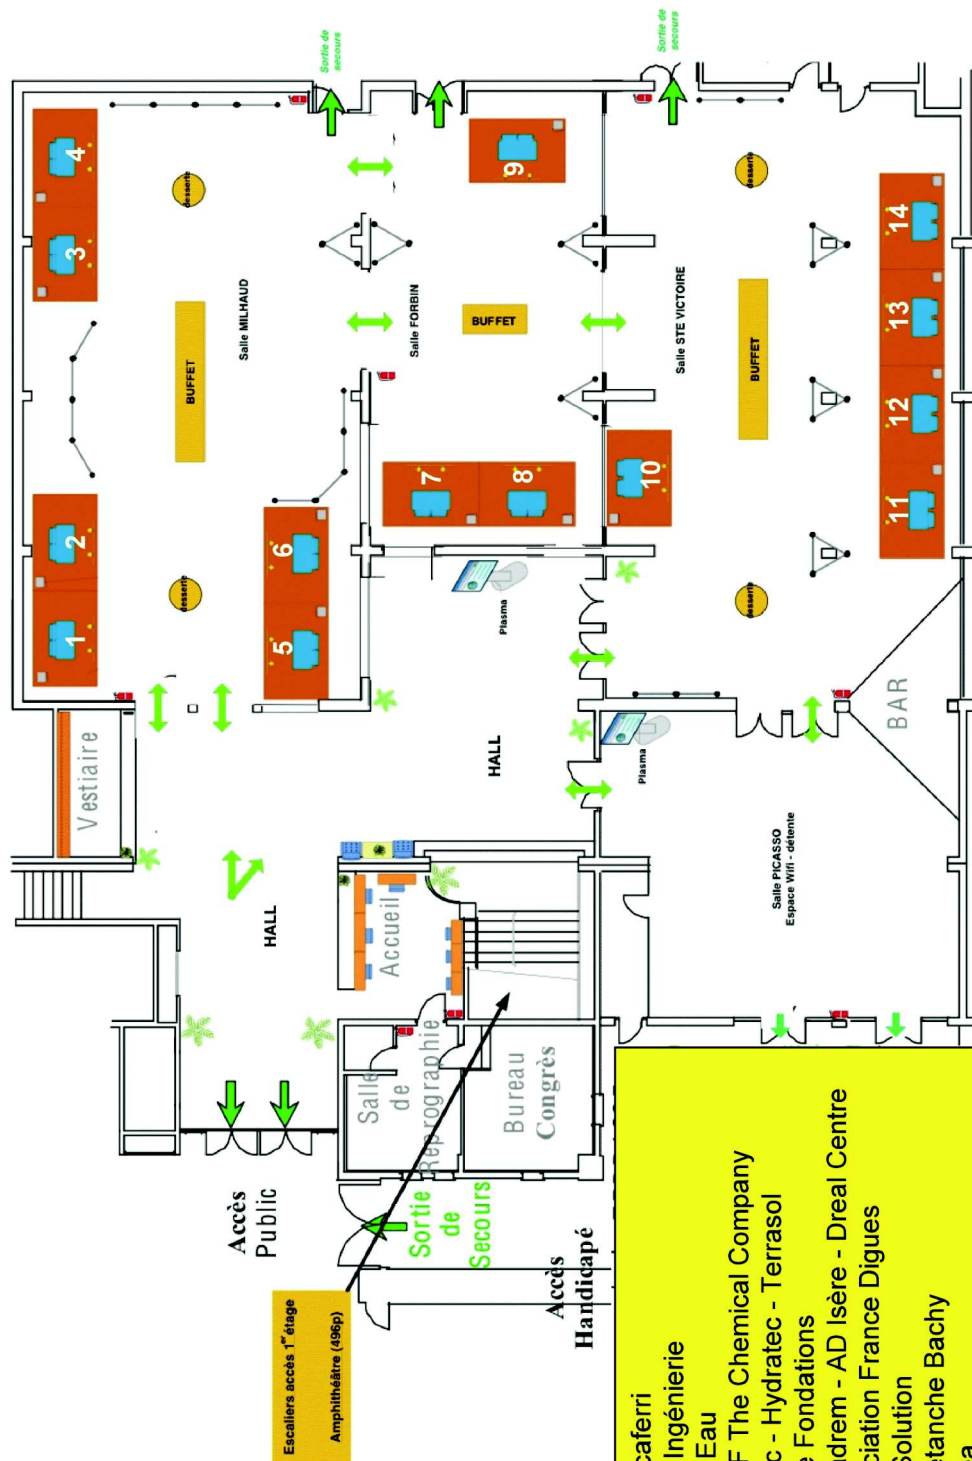 Sortie de
secours
Sortie de
secours
4
3
2
1
desserte
desserte
BUFFET
Salle MILHAUD
6
5
Vestiaire
Salle FORBIN
BUFFET
9
7
8
Plasma
10
Salle STE VICTOIRE
BUFFET
desserte
desserte
14
13
12
11
BAR
Plasma
HALL
HALL
Salle PICASSO
Espace Wifi - détente
Accueil
Salle
de
Reprographie
Bureau
Congrès
Accès
Public
Sortie
de
Secours
Accès
Handicapé
Escaliers accès 1er étage
Amphithéâtre (496p)
Ingénierie
Eau
The Chemical Company
- Hydratec - Terrasol
Fondations
- AD Isère - Dreal Centre
France Digues
Bachy